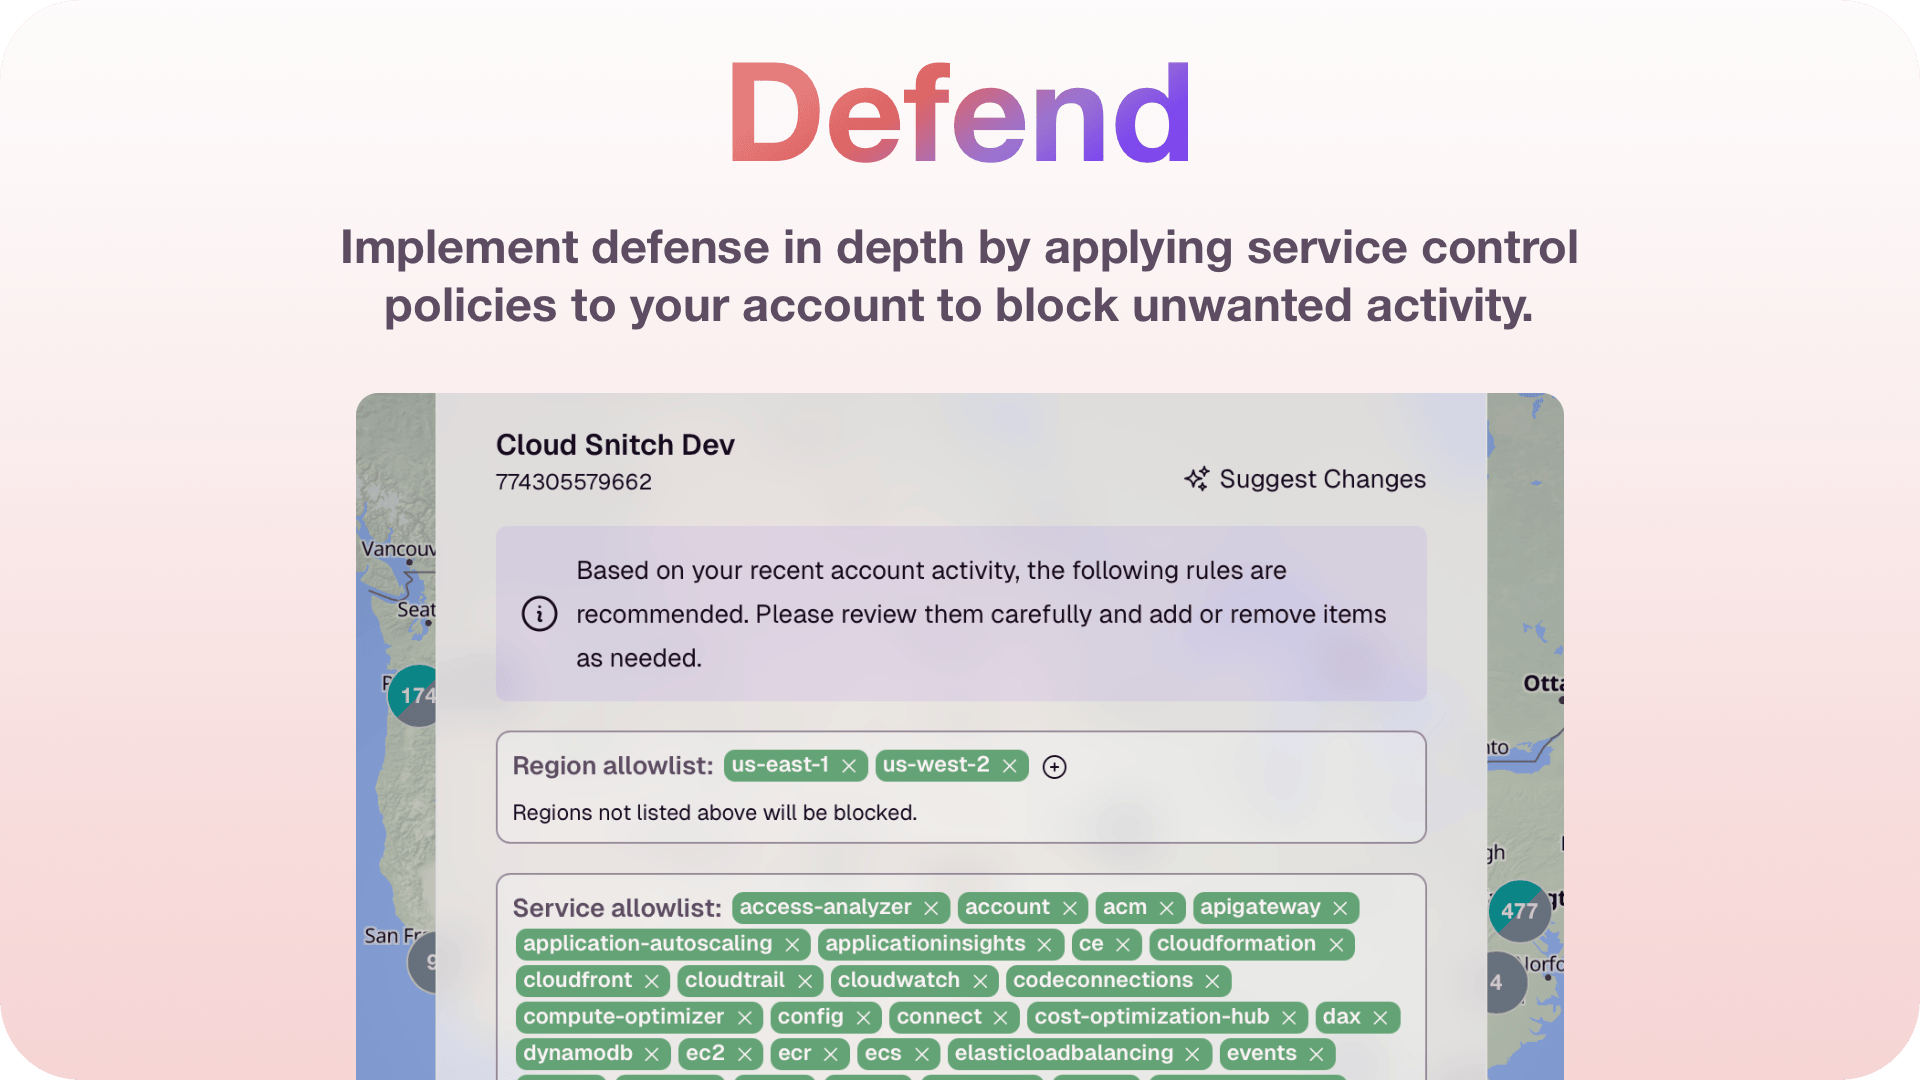 Defend
Implement defense in depth by applying service control
policies to your account to block unwanted activity.
Cloud Snitch Dev
774305579662
Suggest Changes
Based on your recent account activity, the following rules are
recommended. Please review them carefully and add or remove items
as needed.
Region allowlist: us-east-1 us-west-2
Regions not listed above will be blocked.
Service allowlist: access-analyzer account acm apigateway
application-autoscaling applicationinsights ce cloudformation
cloudfront cloudtrail cloudwatch codeconnections
compute-optimizer config connect cost-optimization-hub dax
dynamodb ec2 ecr ecs elasticloadbalancing events
Vancouv
Seat
174
San Fr
9
Otta
nto
gh
477
Norfo
4